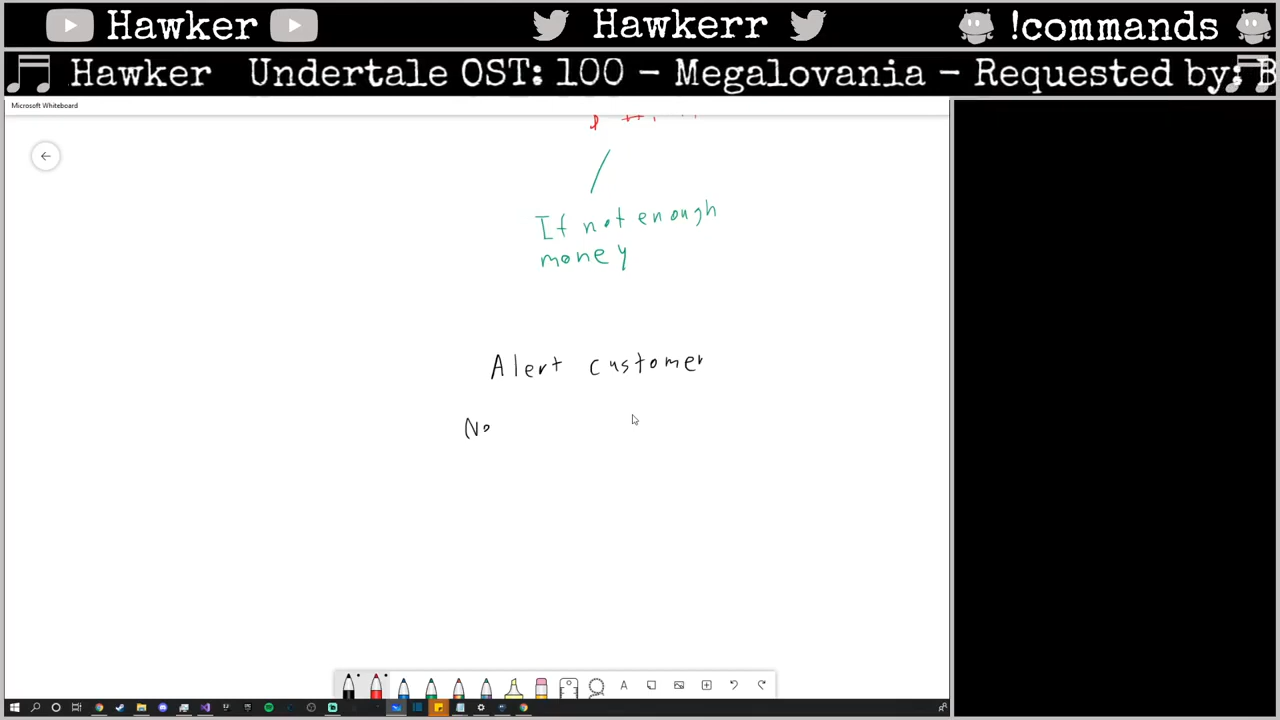 Hawker
Hawkerr
!commands
Hawker Undertale OST: 100 - Megalovania - Requested by: B
Microsoft Whiteboard
If not enough
money
Alert customer
No